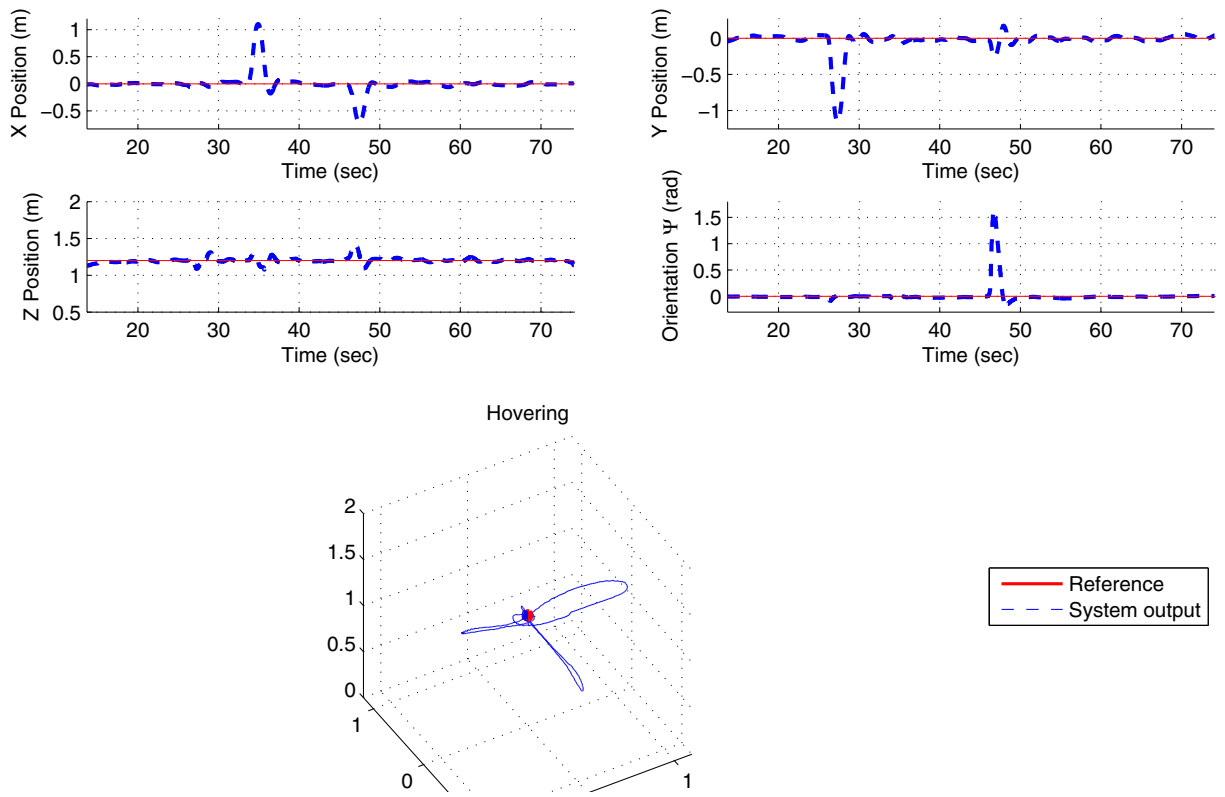 X Position (m)
1
0.5
0
−0.5
20 30 40 50 60 70
Time (sec)
Y Position (m)
0
−0.5
−1
20 30 40 50 60 70
Time (sec)
Z Position (m)
2
1.5
1
0.5
20 30 40 50 60 70
Time (sec)
Orientation Ψ (rad)
1.5
1
0.5
0
20 30 40 50 60 70
Time (sec)
Hovering
2
1.5
1
0.5
0
1
0
1
Reference
System output